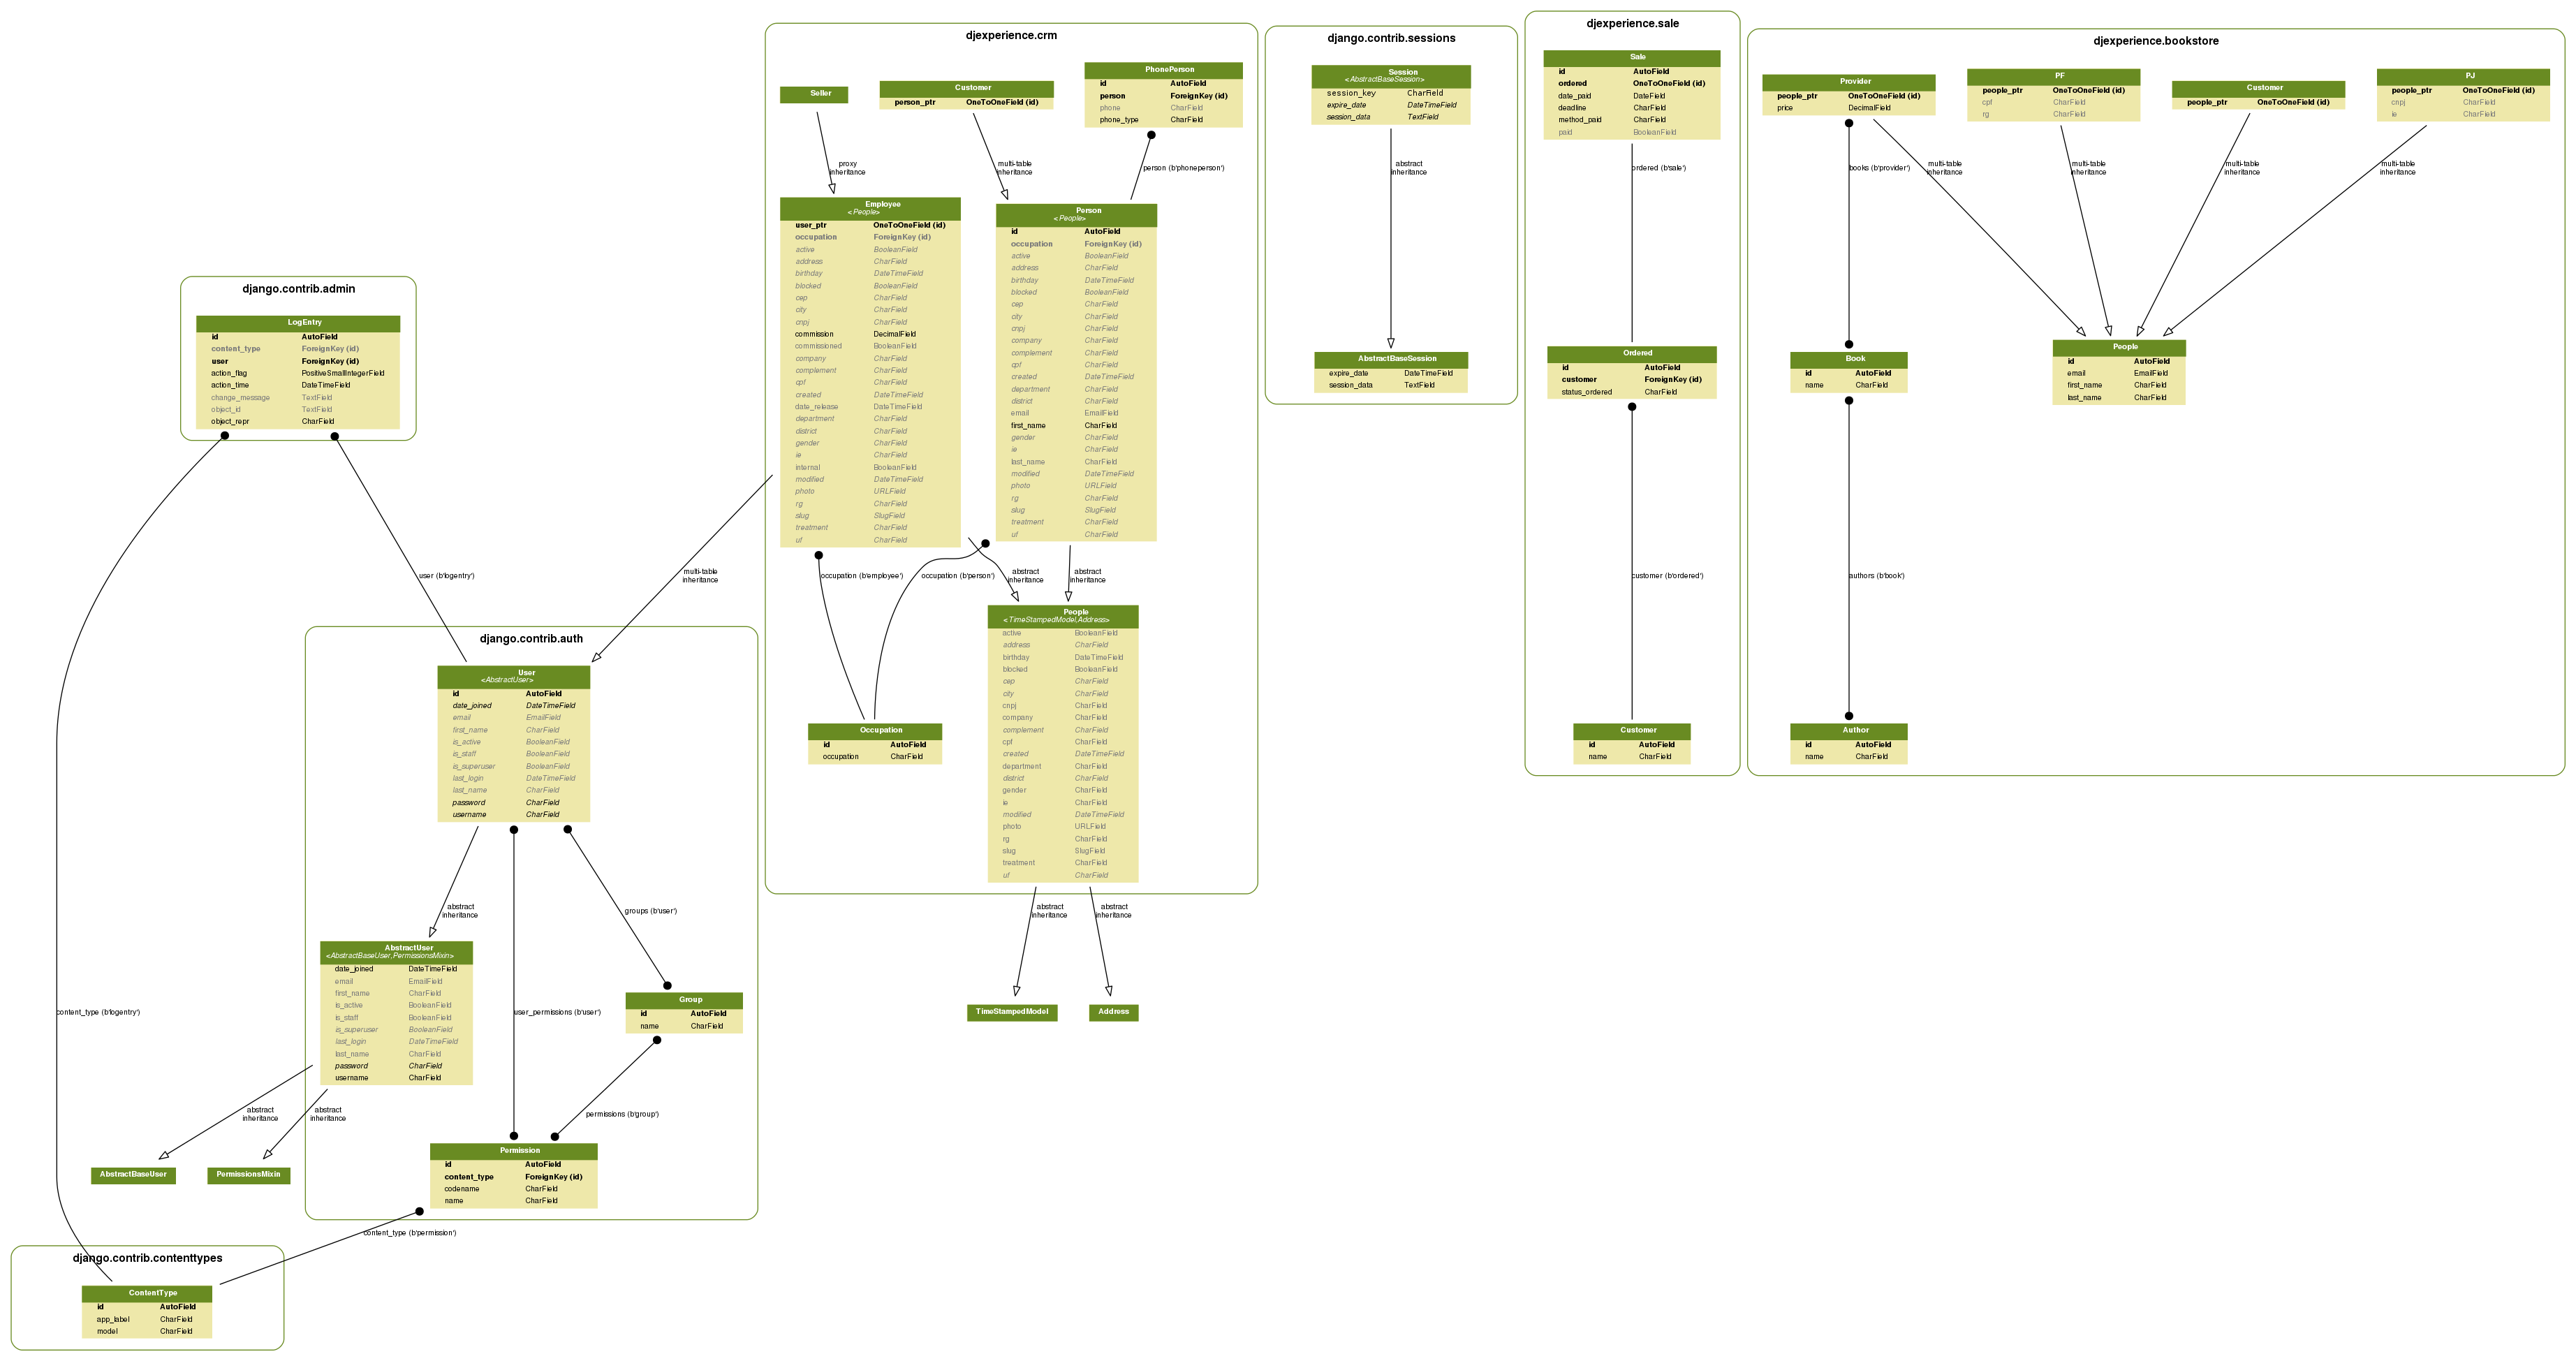 djexperience.crm
Seller
Customer
person_ptr OneToOneField (id)
PhonePerson
id AutoField
person ForeignKey (id)
phone CharField
phone_type CharField
proxy
inheritance
multi-table
inheritance
person (b'phoneperson')
Employee
<People>
user_ptr OneToOneField (id)
occupation ForeignKey (id)
active BooleanField
address CharField
birthday DateTimeField
blocked BooleanField
cep CharField
city CharField
cnpj CharField
commission DecimalField
commissioned BooleanField
company CharField
complement CharField
cpf CharField
created DateTimeField
date_release DateTimeField
department CharField
district CharField
gender CharField
ie CharField
internal BooleanField
modified DateTimeField
photo URLField
rg CharField
slug SlugField
treatment CharField
uf CharField
Person
<People>
id AutoField
occupation ForeignKey (id)
active BooleanField
address CharField
birthday DateTimeField
blocked BooleanField
cep CharField
city CharField
cnpj CharField
company CharField
complement CharField
cpf CharField
created DateTimeField
department CharField
district CharField
email EmailField
first_name CharField
gender CharField
ie CharField
last_name CharField
modified DateTimeField
photo URLField
rg CharField
slug SlugField
treatment CharField
uf CharField
occupation (b'employee')
occupation (b'person')
abstract
inheritance
abstract
inheritance
People
<TimeStampedModel,Address>
active BooleanField
address CharField
birthday DateTimeField
blocked BooleanField
cep CharField
city CharField
cnpj CharField
company CharField
complement CharField
cpf CharField
created DateTimeField
department CharField
district CharField
gender CharField
ie CharField
modified DateTimeField
photo URLField
rg CharField
slug SlugField
treatment CharField
uf CharField
Occupation
id AutoField
occupation CharField
abstract
inheritance
abstract
inheritance
TimeStampedModel
Address
django.contrib.sessions
Session
<AbstractBaseSession>
session_key CharField
expire_date DateTimeField
session_data TextField
abstract
inheritance
AbstractBaseSession
expire_date DateTimeField
session_data TextField
djexperience.sale
Sale
id AutoField
ordered OneToOneField (id)
date_paid DateField
deadline CharField
method_paid CharField
paid BooleanField
ordered (b'sale')
Ordered
id AutoField
customer ForeignKey (id)
status_ordered CharField
customer (b'ordered')
Customer
id AutoField
name CharField
djexperience.bookstore
Provider
people_ptr OneToOneField (id)
price DecimalField
PF
people_ptr OneToOneField (id)
cpf CharField
rg CharField
Customer
people_ptr OneToOneField (id)
PJ
people_ptr OneToOneField (id)
cnpj CharField
ie CharField
books (b'provider')
multi-table
inheritance
multi-table
inheritance
multi-table
inheritance
multi-table
inheritance
Book
id AutoField
name CharField
People
id AutoField
email EmailField
first_name CharField
last_name CharField
authors (b'book')
Author
id AutoField
name CharField
django.contrib.admin
LogEntry
id AutoField
content_type ForeignKey (id)
user ForeignKey (id)
action_flag PositiveSmallIntegerField
action_time DateTimeField
change_message TextField
object_id TextField
object_repr CharField
user (b'logentry')
multi-table
inheritance
content_type (b'logentry')
django.contrib.auth
User
<AbstractUser>
id AutoField
date_joined DateTimeField
email EmailField
first_name CharField
is_active BooleanField
is_staff BooleanField
is_superuser BooleanField
last_login DateTimeField
last_name CharField
password CharField
username CharField
abstract
inheritance
groups (b'user')
user_permissions (b'user')
AbstractUser
<AbstractBaseUser,PermissionsMixin>
date_joined DateTimeField
email EmailField
first_name CharField
is_active BooleanField
is_staff BooleanField
is_superuser BooleanField
last_login DateTimeField
last_name CharField
password CharField
username CharField
Group
id AutoField
name CharField
permissions (b'group')
abstract
inheritance
abstract
inheritance
AbstractBaseUser
PermissionsMixin
Permission
id AutoField
content_type ForeignKey (id)
codename CharField
name CharField
content_type (b'permission')
django.contrib.contenttypes
ContentType
id AutoField
app_label CharField
model CharField